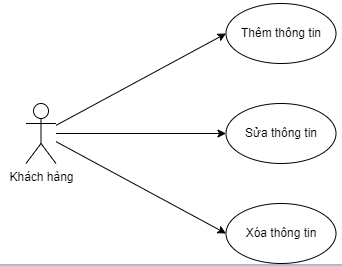 Thêm thông tin
Sửa thông tin
Khách hàng
Xóa thông tin